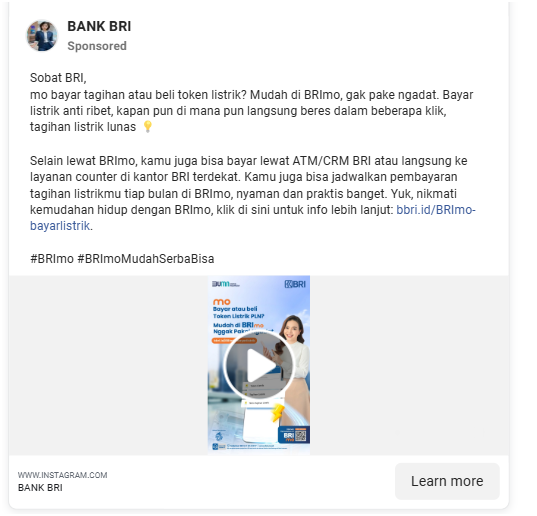 BANK BRI
Sponsored
Sobat BRI,
mo bayar tagihan atau beli token listrik? Mudah di BRImo, gak pake ngadat. Bayar
listrik anti ribet, kapan pun di mana pun langsung beres dalam beberapa klik,
tagihan listrik lunas 💡
Selain lewat BRImo, kamu juga bisa bayar lewat ATM/CRM BRI atau langsung ke
layanan counter di kantor BRI terdekat. Kamu juga bisa jadwalkan pembayaran
tagihan listrikmu tiap bulan di BRImo, nyaman dan praktis banget. Yuk, nikmati
kemudahan hidup dengan BRImo, klik di sini untuk info lebih lanjut: bbri.id/BRImo-
bayarlistrik.
#BRImo #BRImoMudahSerbaBisa
BUMN BRI
mo
Bayar atau beli
Token Listrik PLN?
Mudah di BRImo
Nggak Pake
BRI
WWW.INSTAGRAM.COM
BANK BRI
Learn more